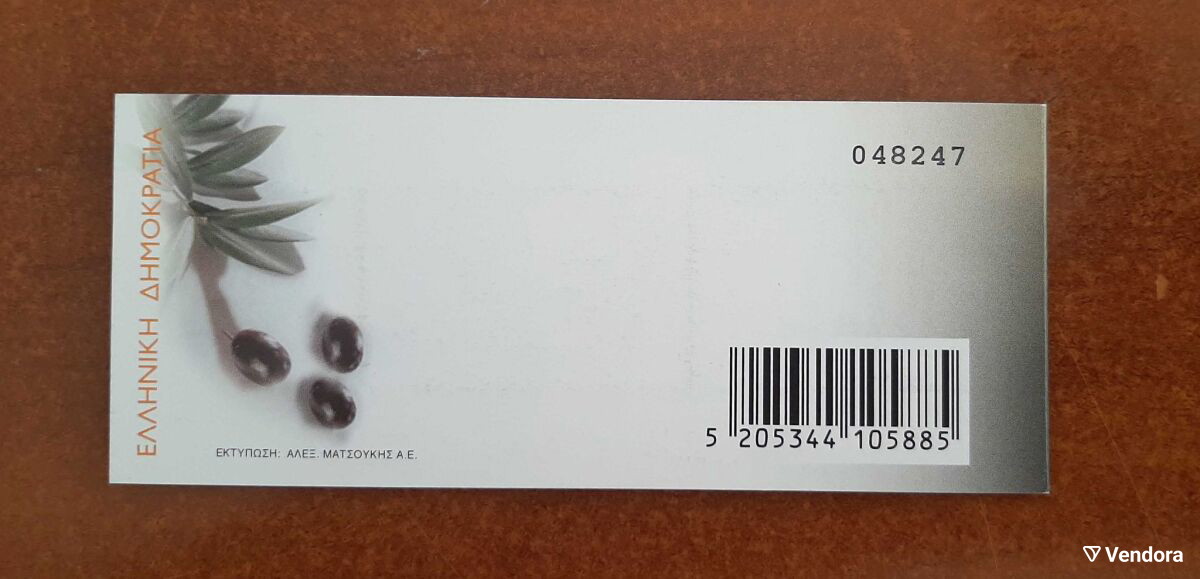 ΕΛΛΗΝΙΚΗ ΔΗΜΟΚΡΑΤΙΑ
048247
5 205344 105885
ΕΚΤΥΠΩΣΗ: ΑΛΕΞ. ΜΑΤΣΟΥΚΗΣ Α.Ε.
Vendora